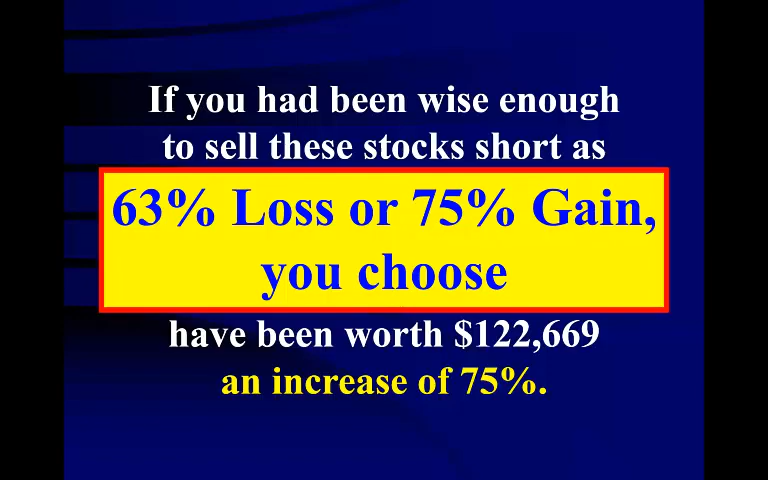 If you had been wise enough
to sell these stocks short as
63% Loss or 75% Gain,
you choose
have been worth $122,669
an increase of 75%.